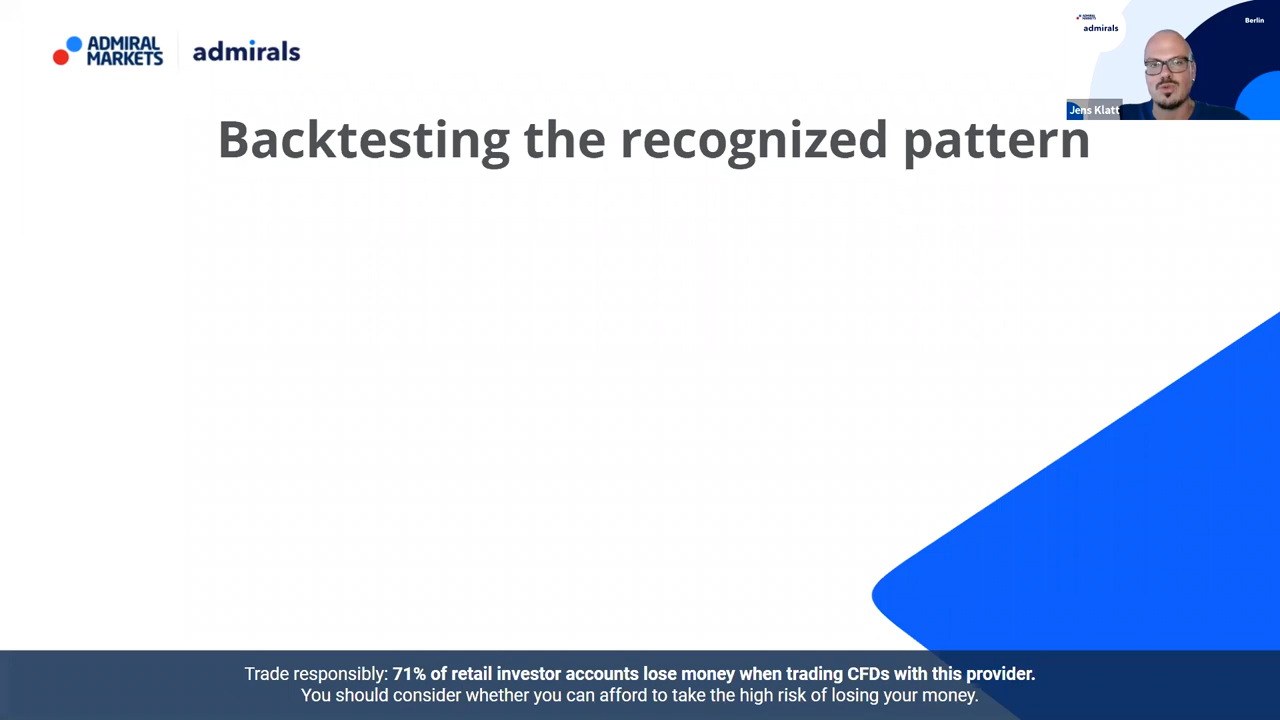 ADMIRAL
MARKETS
admirals
ADMIRAL
MARKETS
admirals
Berlin
Jens Klatt
Backtesting the recognized pattern
Trade responsibly: 71% of retail investor accounts lose money when trading CFDs with this provider.
You should consider whether you can afford to take the high risk of losing your money.